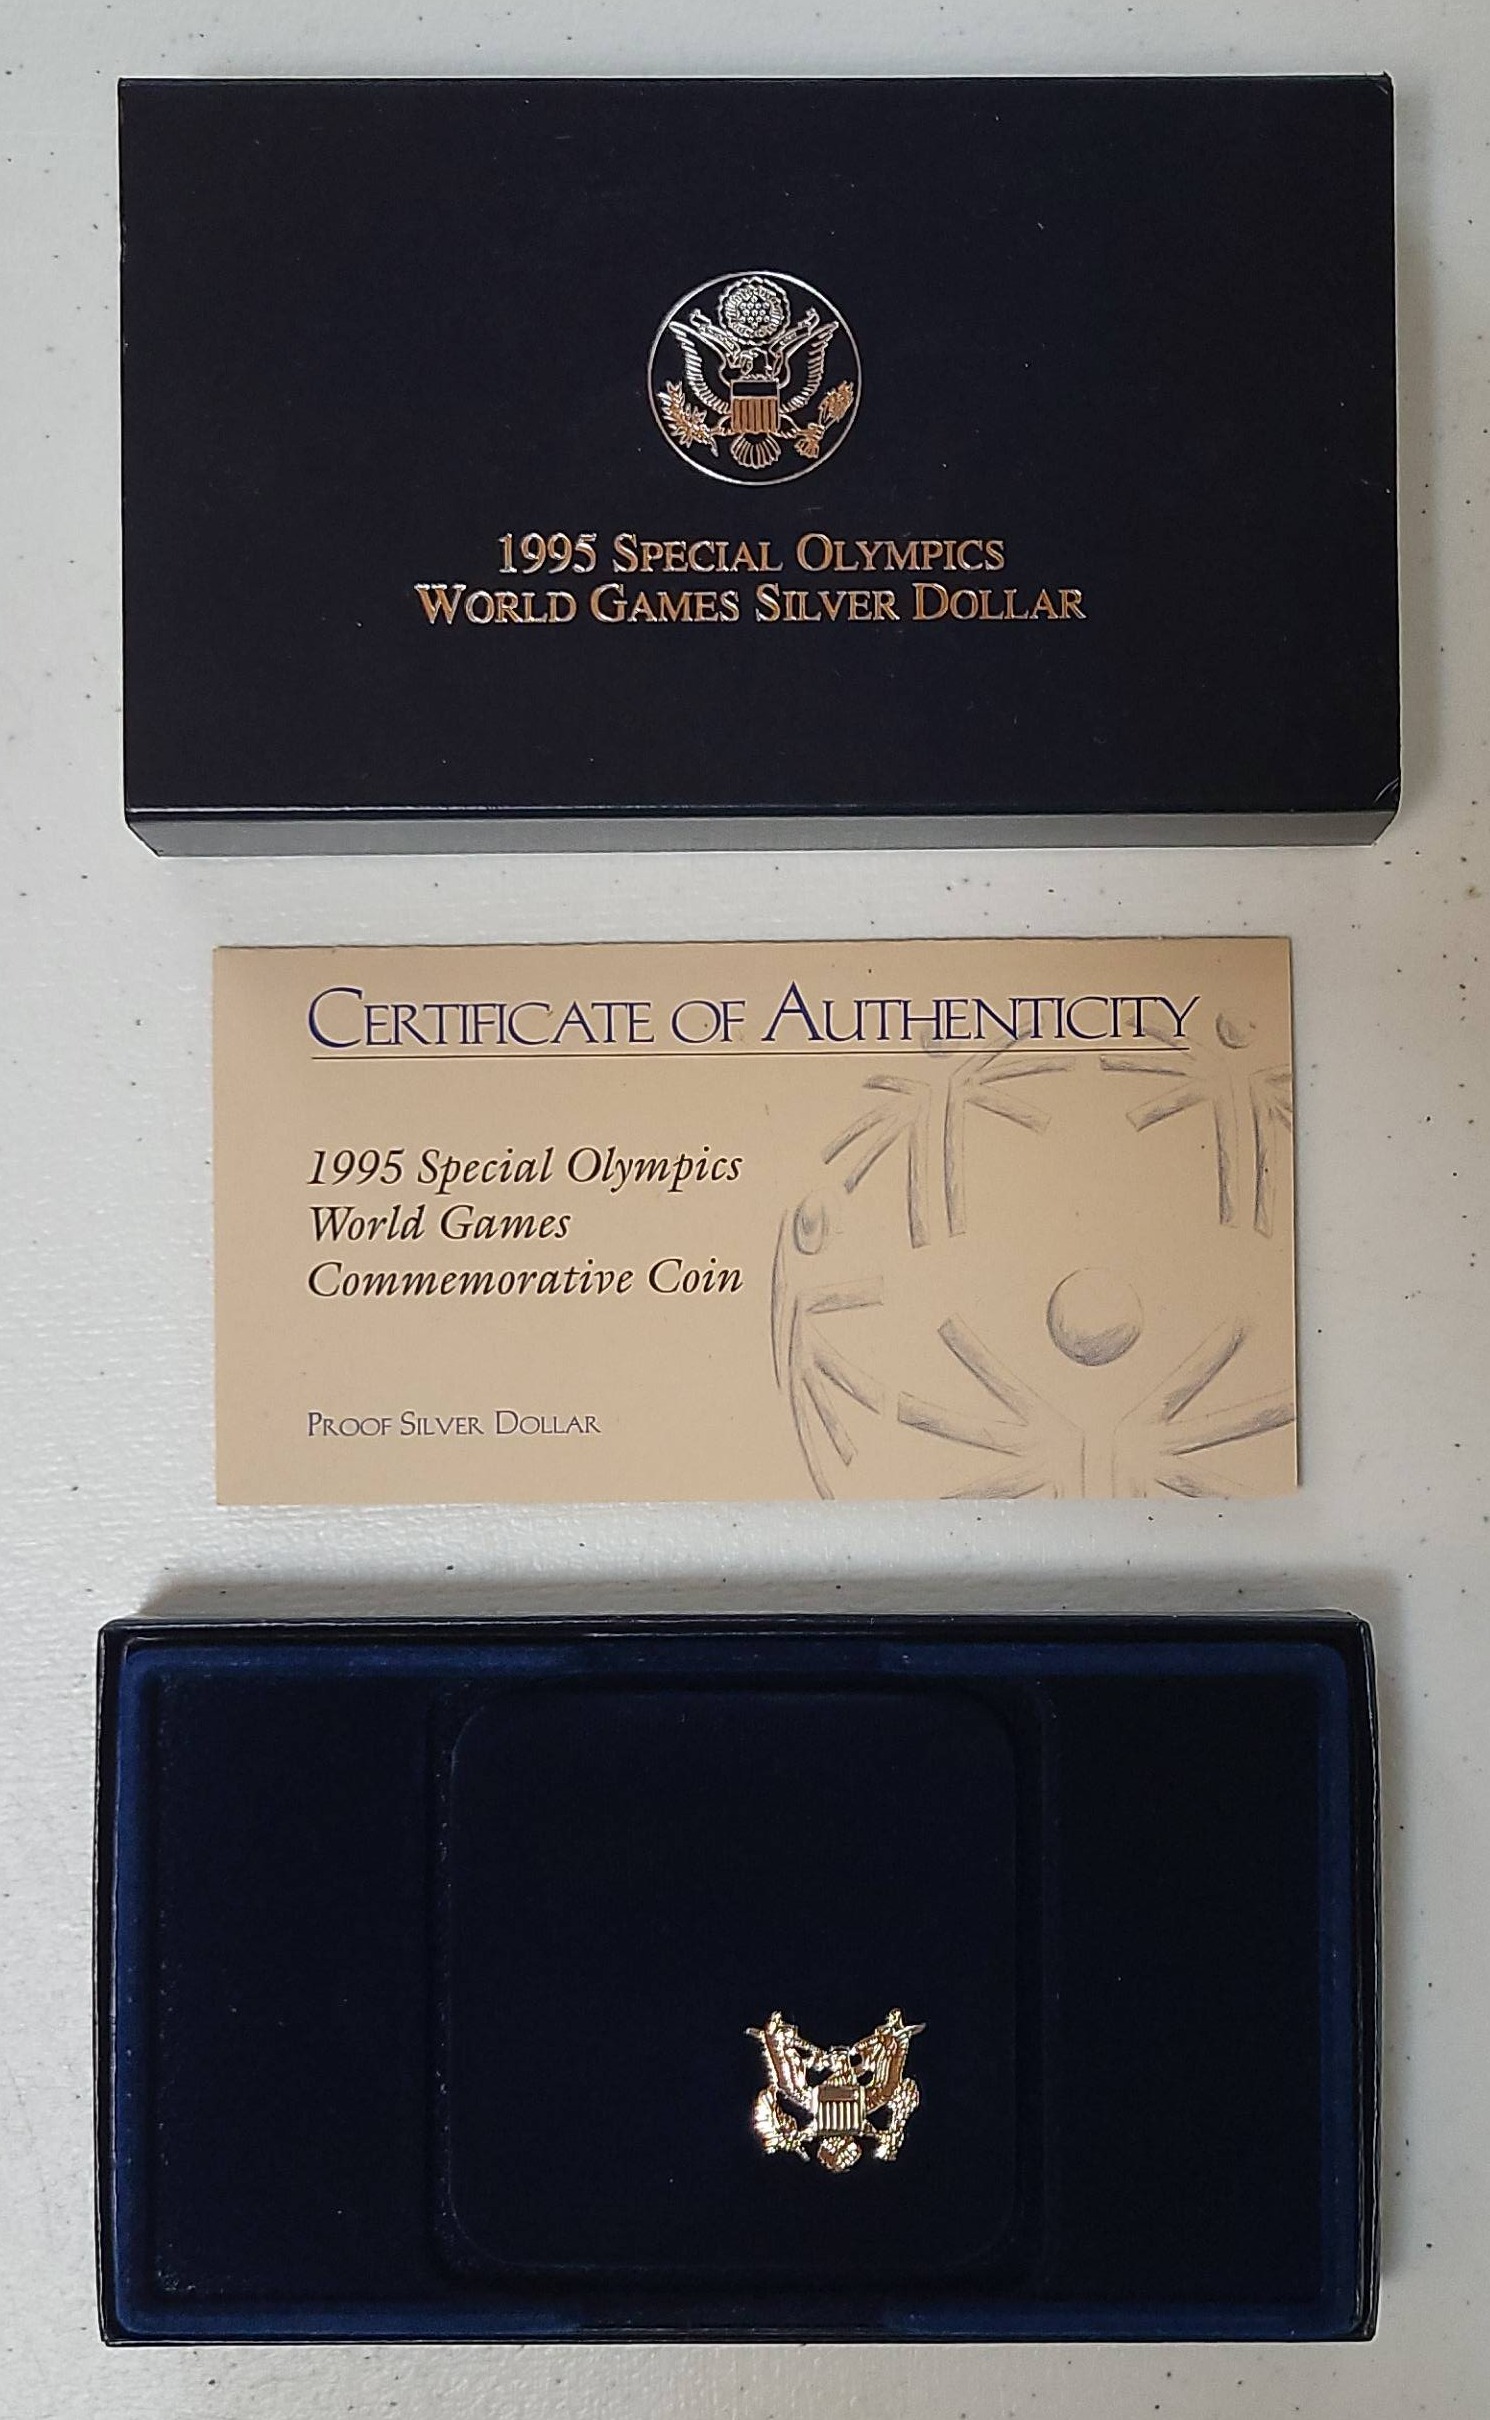 1995 Special Olympics
World Games Silver Dollar
Certificate of Authenticity
1995 Special Olympics
World Games
Commemorative Coin
Proof Silver Dollar